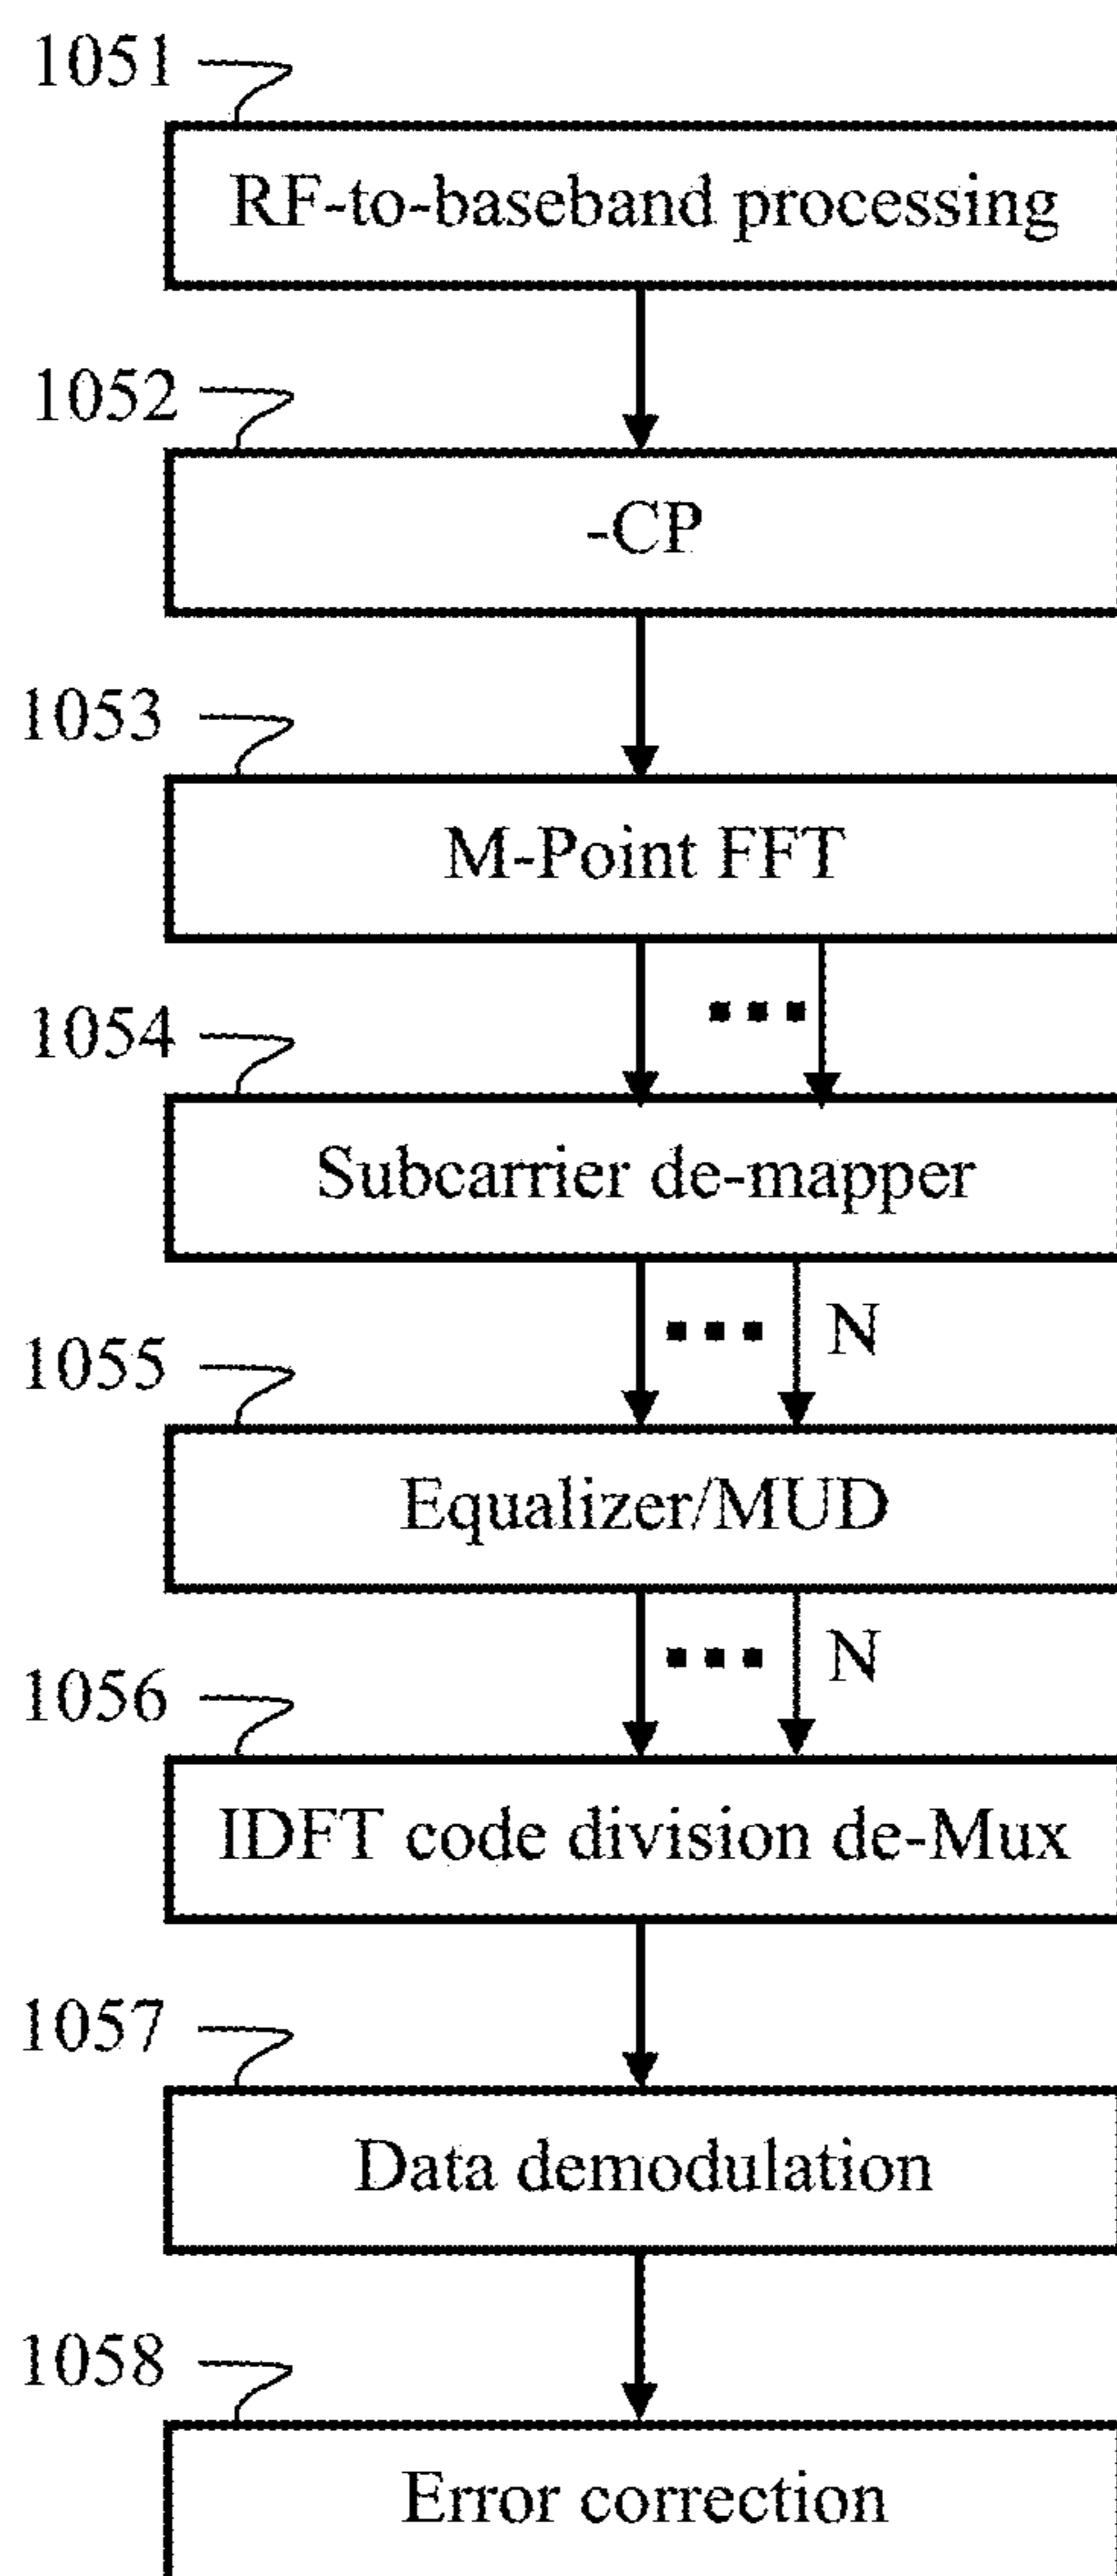 1051
RF-to-baseband processing
1052
-CP
1053
M-Point FFT
1054
Subcarrier de-mapper
N
1055
Equalizer/MUD
N
1056
IDFT code division de-Mux
1057
Data demodulation
1058
Error correction